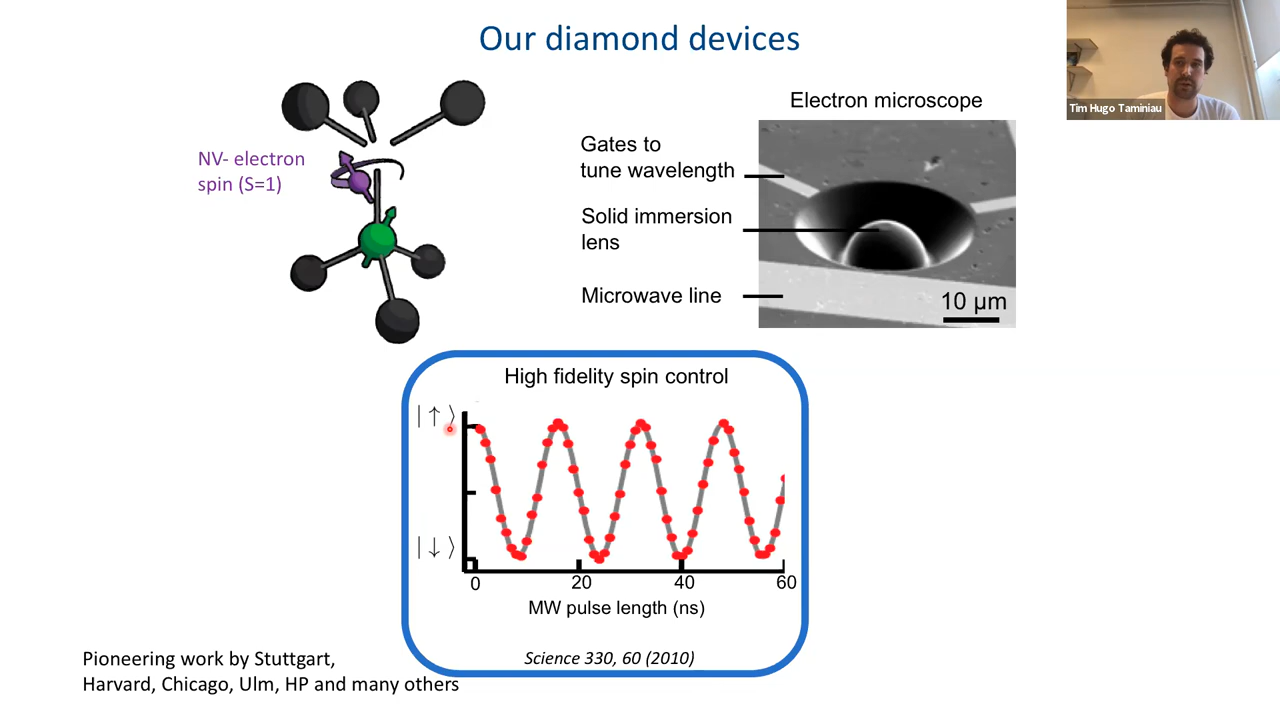 Our diamond devices
Tim Hugo Taminiau
NV- electron
spin (S=1)
Electron microscope
Gates to
tune wavelength
Solid immersion
lens
Microwave line
10 µm
High fidelity spin control
|↑⟩
|↓⟩
0 20 40 60
MW pulse length (ns)
Science 330, 60 (2010)
Pioneering work by Stuttgart,
Harvard, Chicago, Ulm, HP and many others